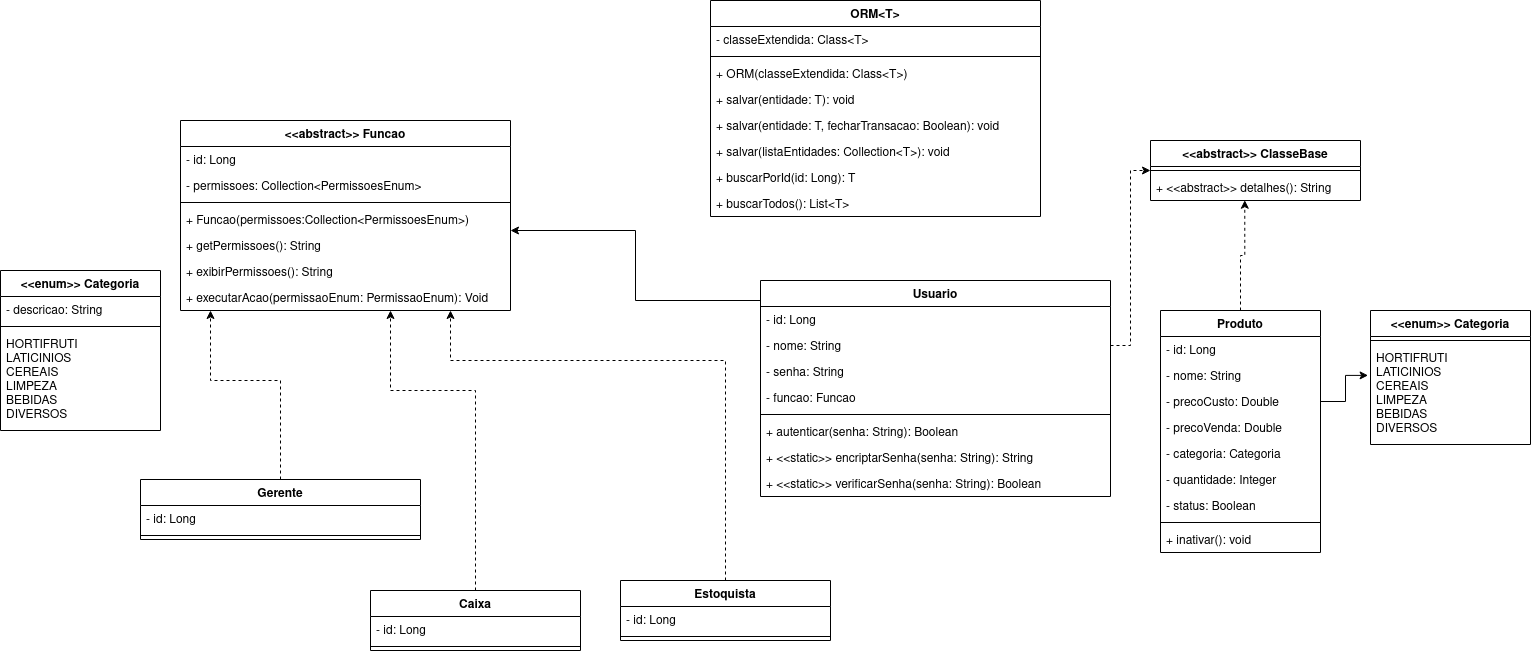 ORM<T>
- classeExtendida: Class<T>
+ ORM(classeExtendida: Class<T>)
+ salvar(entidade: T): void
+ salvar(entidade: T, fecharTransacao: Boolean): void
+ salvar(listaEntidades: Collection<T>): void
+ buscarPorId(id: Long): T
+ buscarTodos(): List<T>
<<abstract>> Funcao
- id: Long
- permissoes: Collection<PermissoesEnum>
+ Funcao(permissoes:Collection<PermissoesEnum>)
+ getPermissoes(): String
+ exibirPermissoes(): String
+ executarAcao(permissaoEnum: PermissaoEnum): Void
<<abstract>> ClasseBase
+ <<abstract>> detalhes(): String
<<enum>> Categoria
- descricao: String
HORTIFRUTI
LATICINIOS
CEREAIS
LIMPEZA
BEBIDAS
DIVERSOS
Usuario
- id: Long
- nome: String
- senha: String
- funcao: Funcao
+ autenticar(senha: String): Boolean
+ <<static>> encriptarSenha(senha: String): String
+ <<static>> verificarSenha(senha: String): Boolean
Produto
- id: Long
- nome: String
- precoCusto: Double
- precoVenda: Double
- categoria: Categoria
- quantidade: Integer
- status: Boolean
+ inativar(): void
<<enum>> Categoria
HORTIFRUTI
LATICINIOS
CEREAIS
LIMPEZA
BEBIDAS
DIVERSOS
Gerente
- id: Long
Caixa
- id: Long
Estoquista
- id: Long